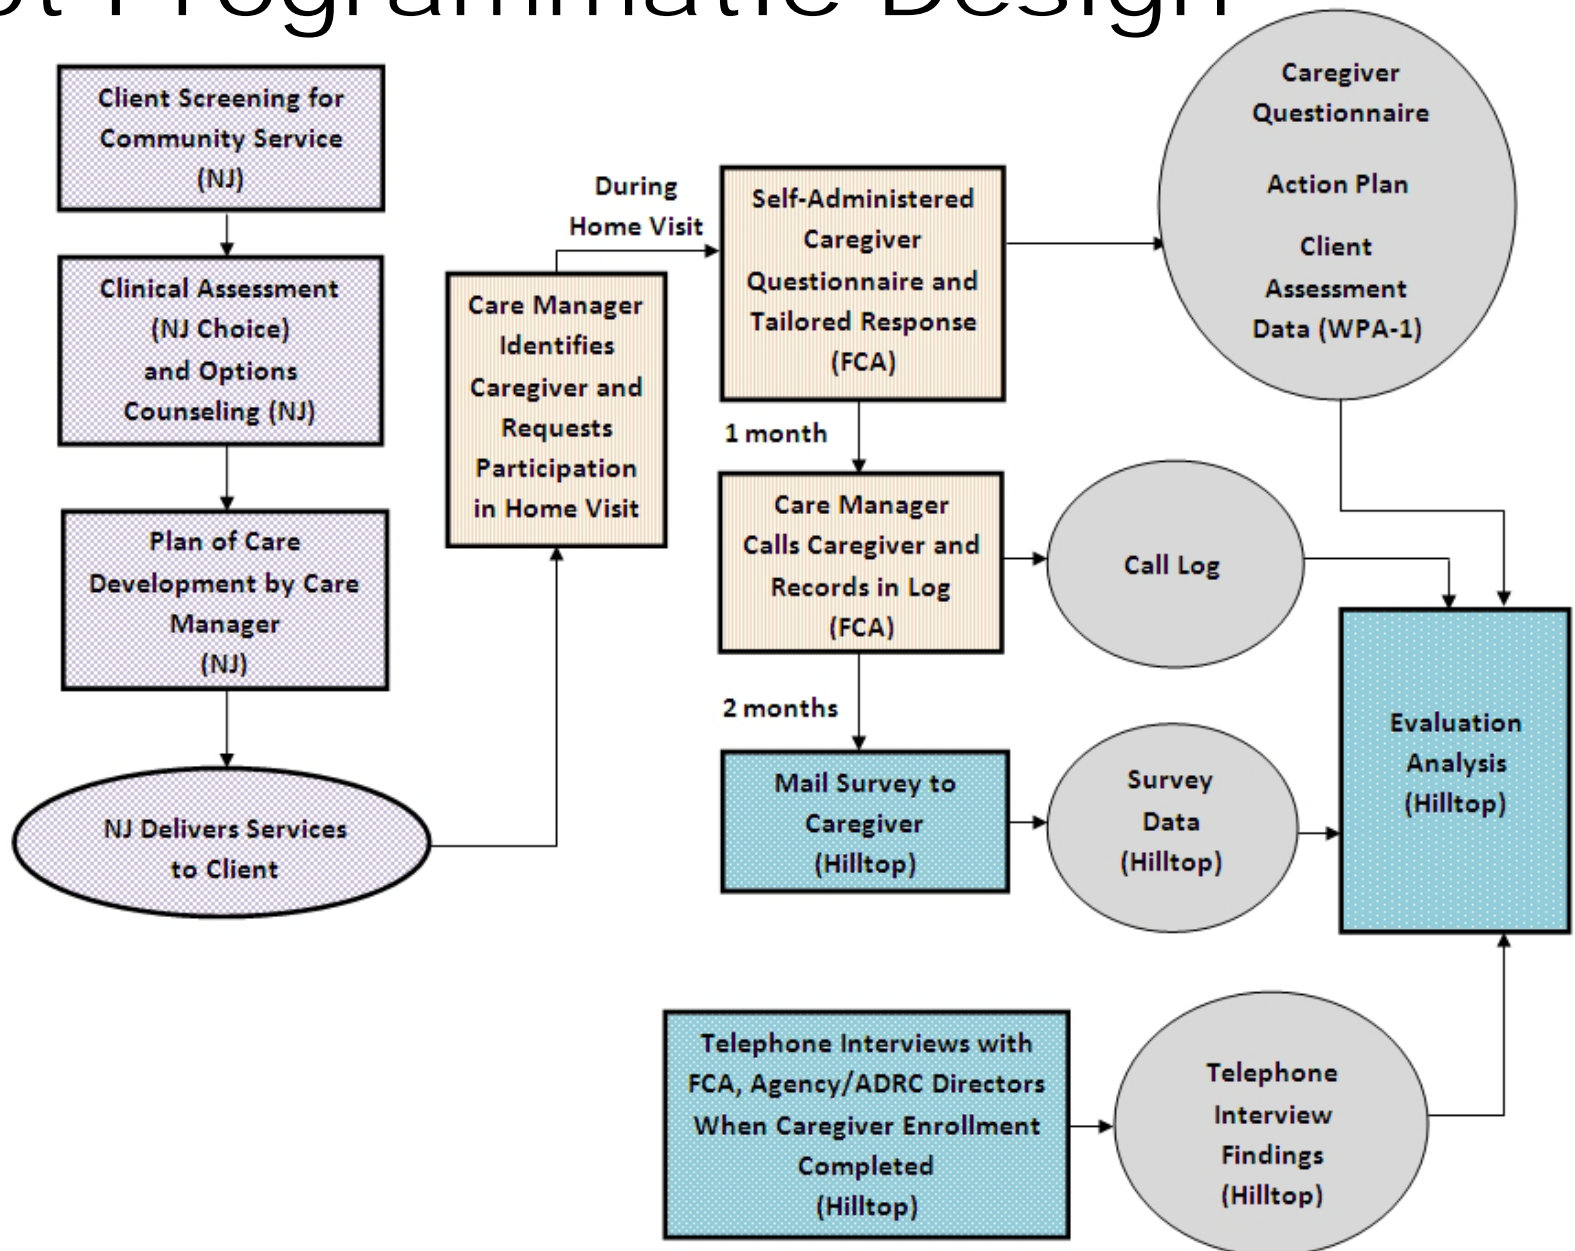 Programmatic Design
Client Screening for
Community Service
(NJ)
Clinical Assessment
(NJ Choice)
and Options
Counseling (NJ)
Plan of Care
Development by Care
Manager
(NJ)
NJ Delivers Services
to Client
Care Manager
Identifies
Caregiver and
Requests
Participation
in Home Visit
During
Home Visit
Self-Administered
Caregiver
Questionnaire and
Tailored Response
(FCA)
1 month
Care Manager
Calls Caregiver and
Records in Log
(FCA)
2 months
Mail Survey to
Caregiver
(Hilltop)
Telephone Interviews with
FCA, Agency/ADRC Directors
When Caregiver Enrollment
Completed
(Hilltop)
Caregiver
Questionnaire
Action Plan
Client
Assessment
Data (WPA-1)
Call Log
Survey
Data
(Hilltop)
Telephone
Interview
Findings
(Hilltop)
Evaluation
Analysis
(Hilltop)